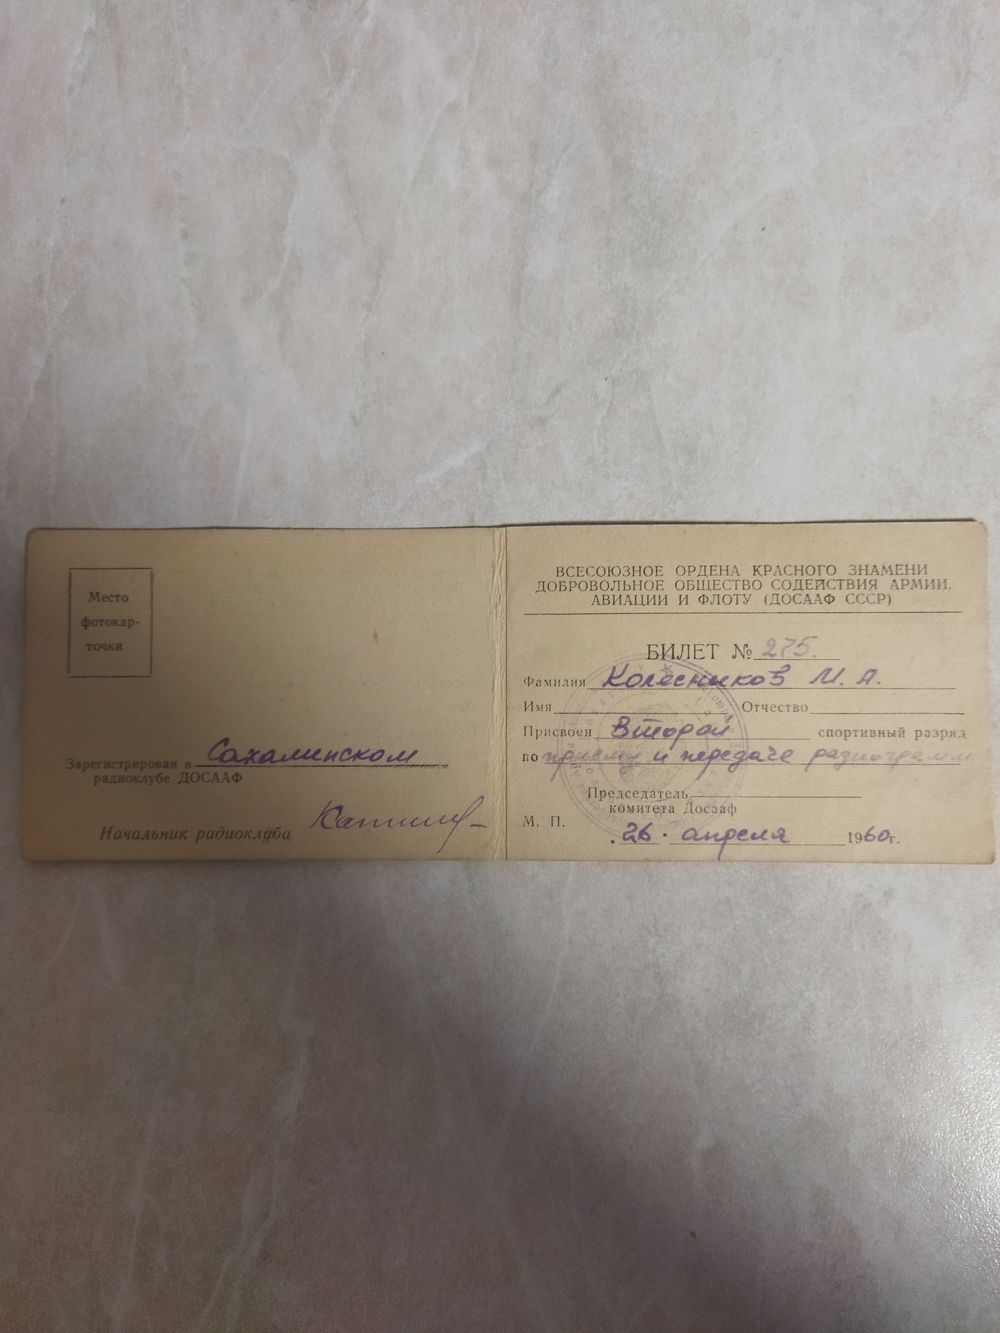 Место
фотокар-
точки
Зарегистрирован в Сахалинском
радиоклубе ДОСААФ
Начальник радиоклуба
ВСЕСОЮЗНОЕ ОРДЕНА КРАСНОГО ЗНАМЕНИ
ДОБРОВОЛЬНОЕ ОБЩЕСТВО СОДЕЙСТВИЯ АРМИИ,
АВИАЦИИ И ФЛОТУ (ДОСААФ СССР)
БИЛЕТ № 275.
Фамилия Колесников М. А.
Имя Отчество
Присвоен Второй спортивный разряд
по приему и передаче радиограмм
Председатель
комитета Досааф
М. П.
26 · апреля 1960г.